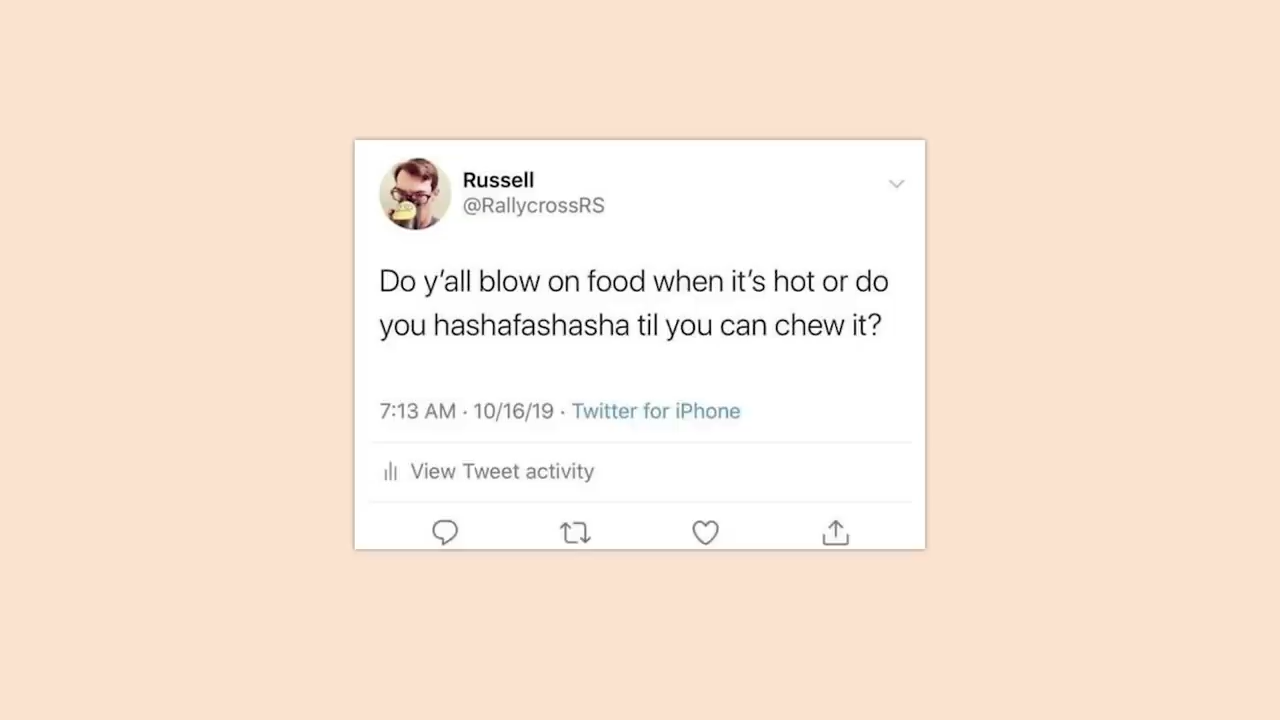 Russell
@RallycrossRS
Do y’all blow on food when it’s hot or do
you hashafashasha til you can chew it?
7:13 AM · 10/16/19 · Twitter for iPhone
View Tweet activity